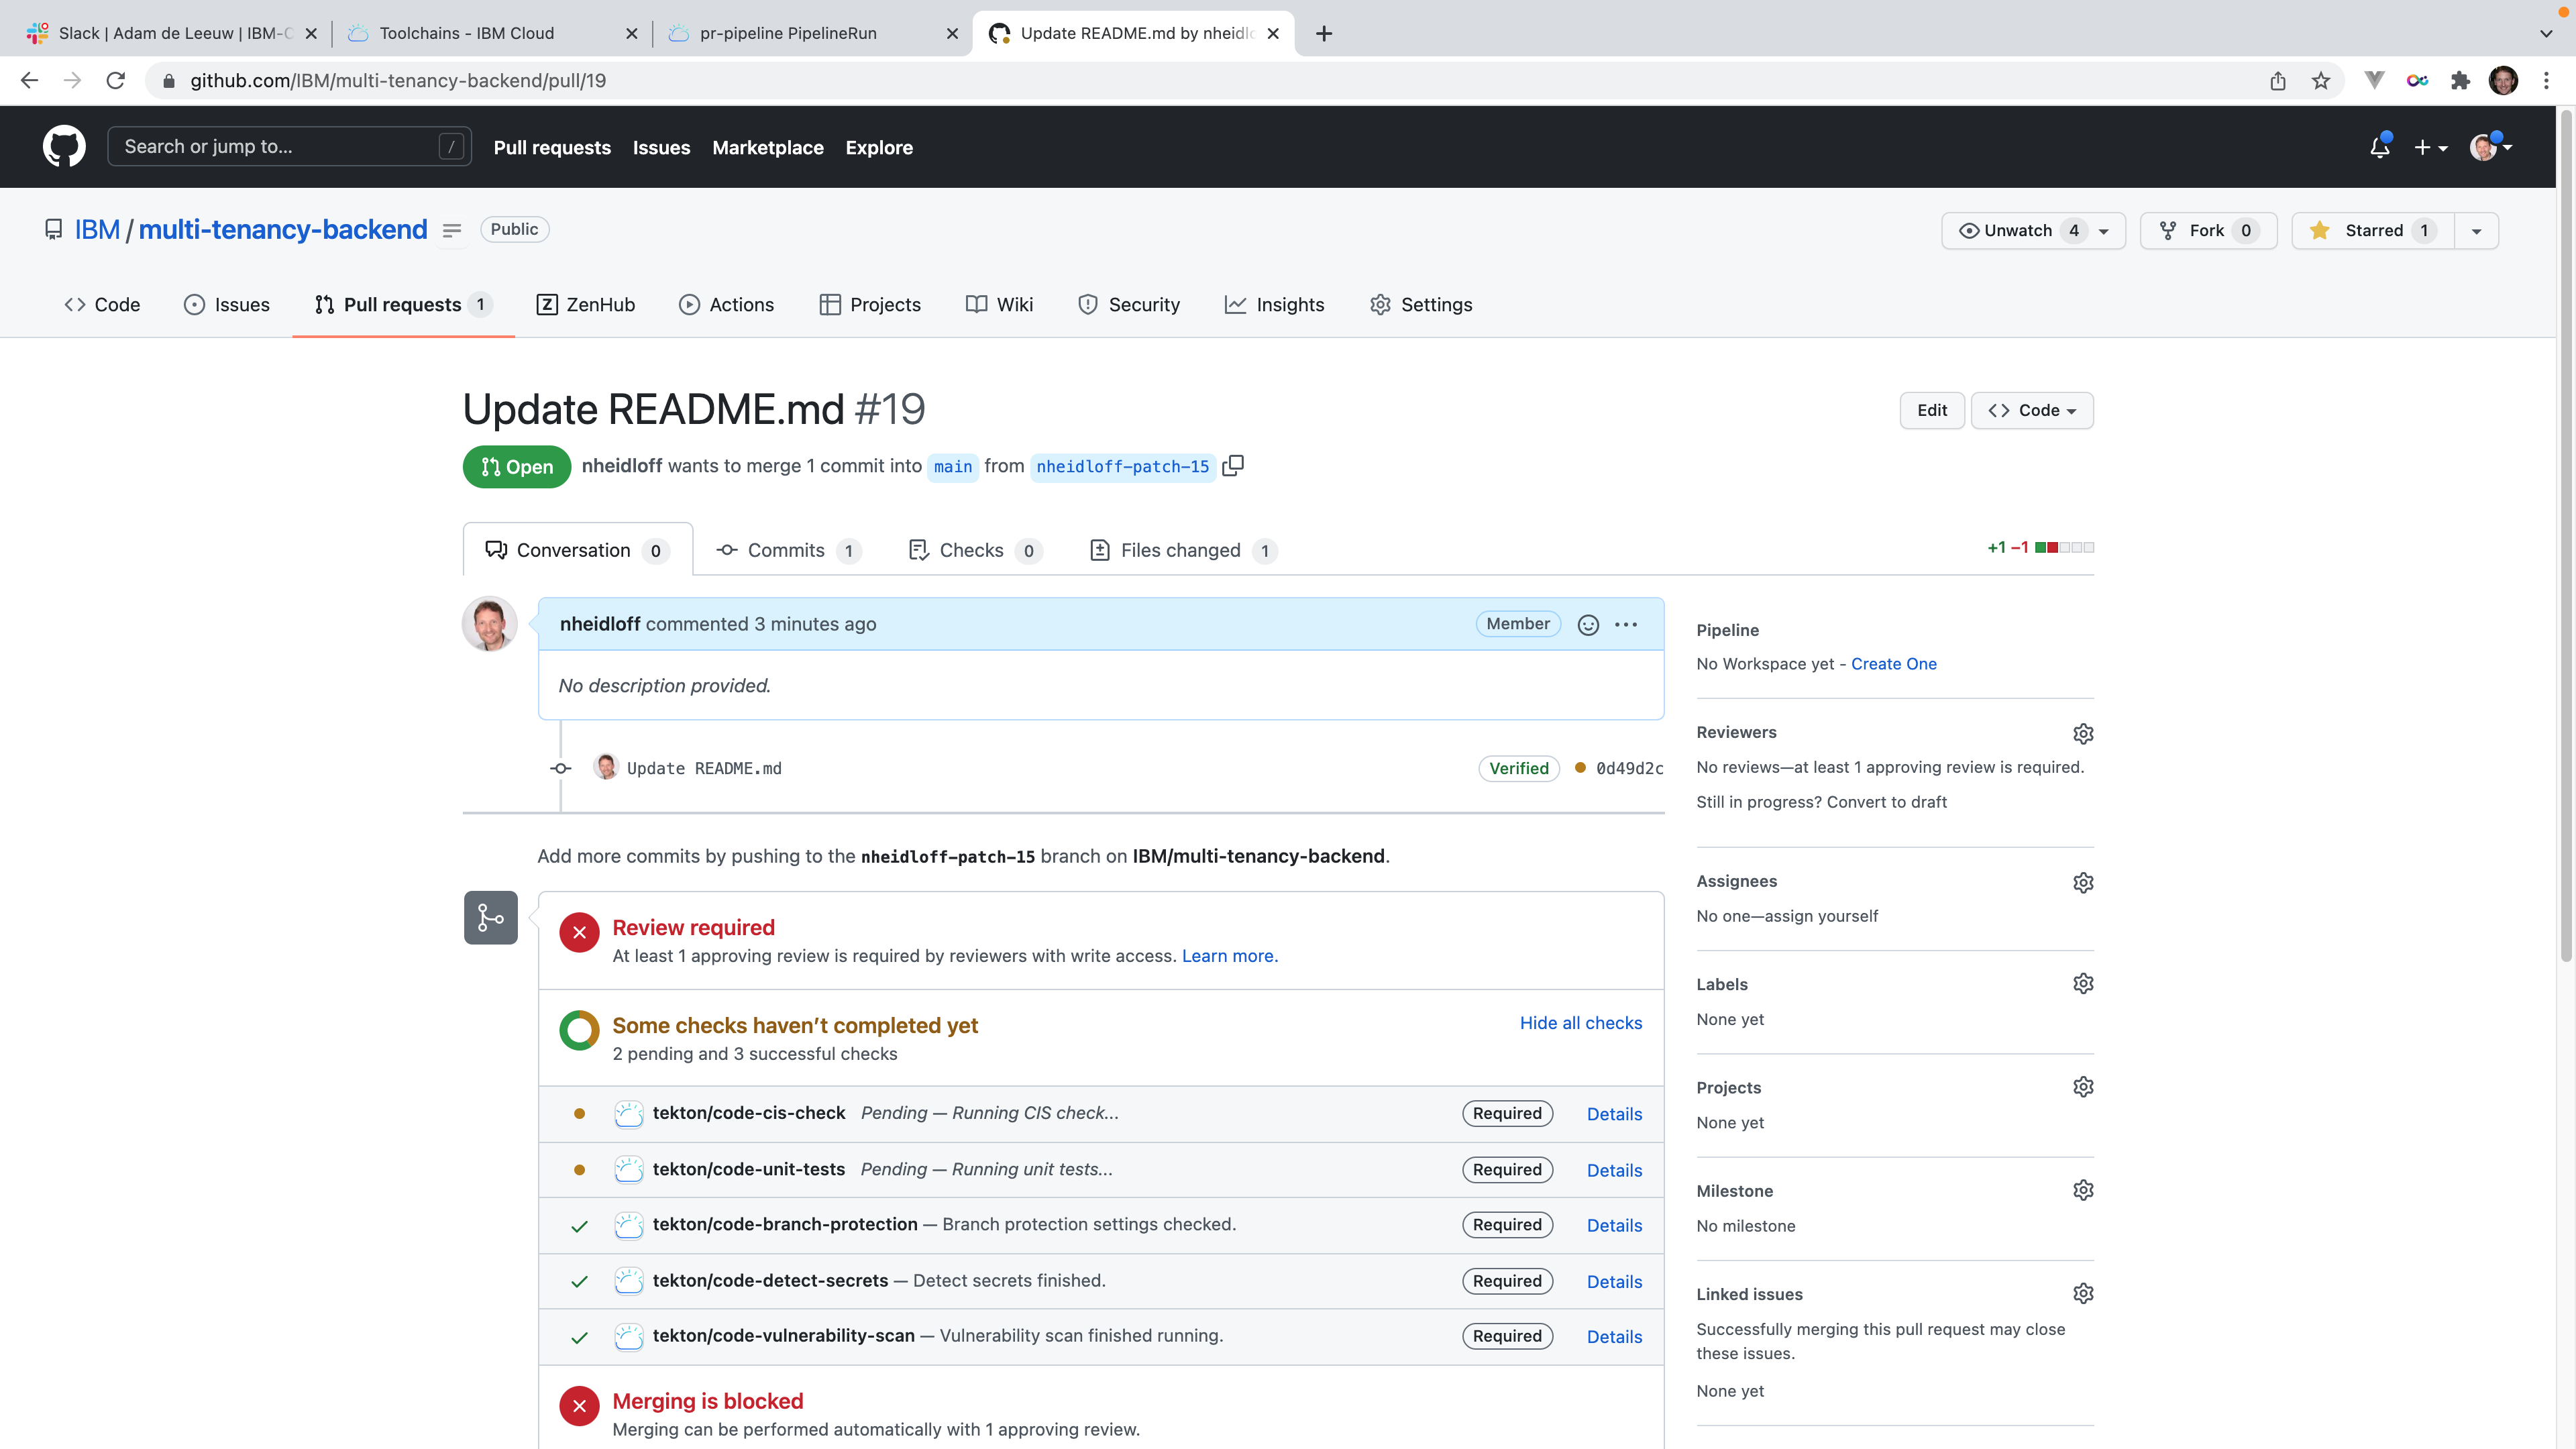 Slack | Adam de Leeuw | IBM-C
Toolchains - IBM Cloud
pr-pipeline PipelineRun
Update README.md by nheidlo
github.com/IBM/multi-tenancy-backend/pull/19
Search or jump to...
/
Pull requests
Issues
Marketplace
Explore
IBM / multi-tenancy-backend
Public
Unwatch 4
Fork 0
Starred 1
Code
Issues
Pull requests 1
ZenHub
Actions
Projects
Wiki
Security
Insights
Settings
Update README.md #19
Edit
Code
Open
nheidloff wants to merge 1 commit into main from nheidloff-patch-15
Conversation 0
Commits 1
Checks 0
Files changed 1
+1 −1
nheidloff commented 3 minutes ago
Member
No description provided.
Update README.md
Verified
0d49d2c
Add more commits by pushing to the nheidloff-patch-15 branch on IBM/multi-tenancy-backend.
Review required
At least 1 approving review is required by reviewers with write access. Learn more.
Some checks haven’t completed yet
Hide all checks
2 pending and 3 successful checks
tekton/code-cis-check Pending — Running CIS check... Required Details
tekton/code-unit-tests Pending — Running unit tests... Required Details
tekton/code-branch-protection — Branch protection settings checked. Required Details
tekton/code-detect-secrets — Detect secrets finished. Required Details
tekton/code-vulnerability-scan — Vulnerability scan finished running. Required Details
Merging is blocked
Merging can be performed automatically with 1 approving review.
Pipeline
No Workspace yet - Create One
Reviewers
No reviews—at least 1 approving review is required.
Still in progress? Convert to draft
Assignees
No one—assign yourself
Labels
None yet
Projects
None yet
Milestone
No milestone
Linked issues
Successfully merging this pull request may close
these issues.
None yet